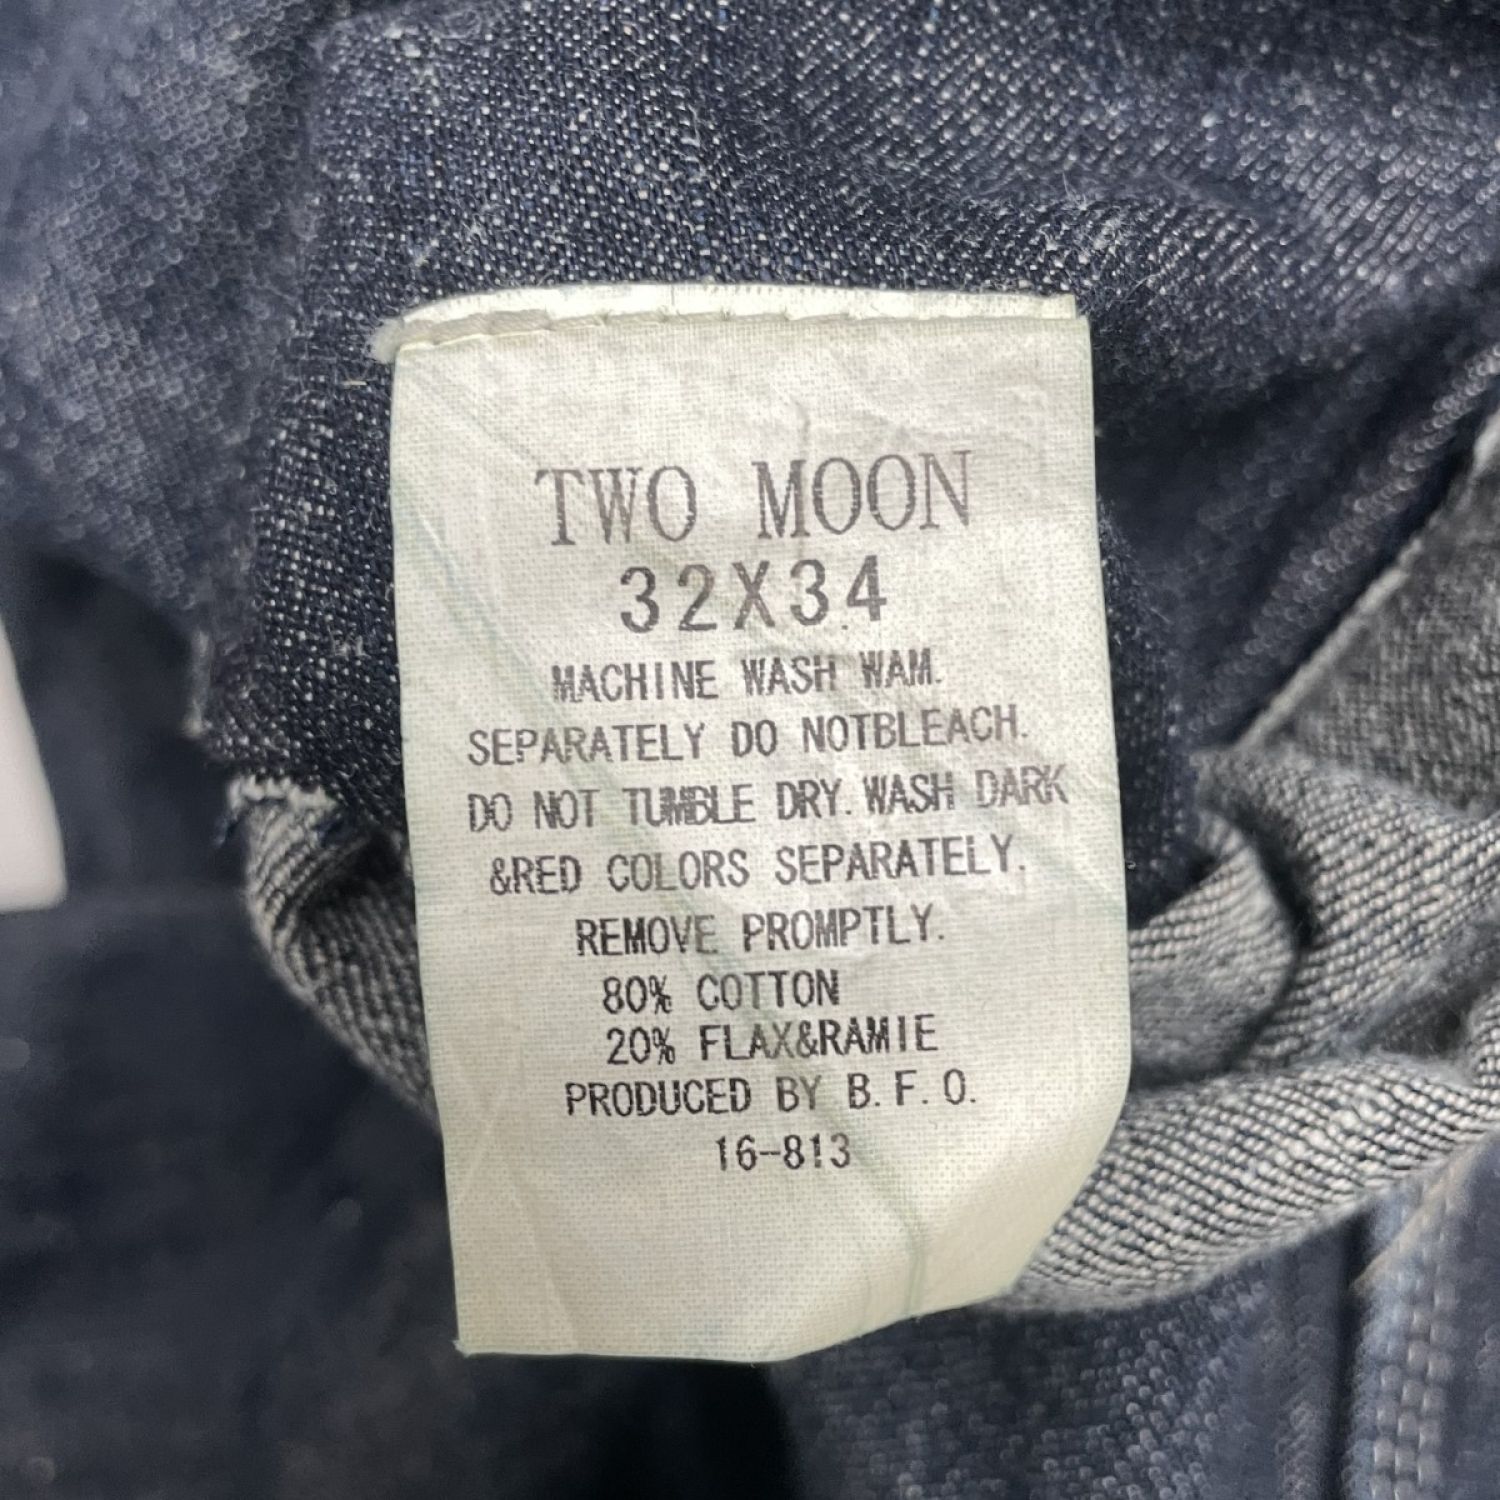 TWO MOON
32X34
MACHINE WASH WAM.
SEPARATELY DO NOTBLEACH.
DO NOT TUMBLE DRY. WASH DARK
&RED COLORS SEPARATELY.
REMOVE PROMPTLY.
80% COTTON
20% FLAX&RAMIE
PRODUCED BY B.F.O.
16-813